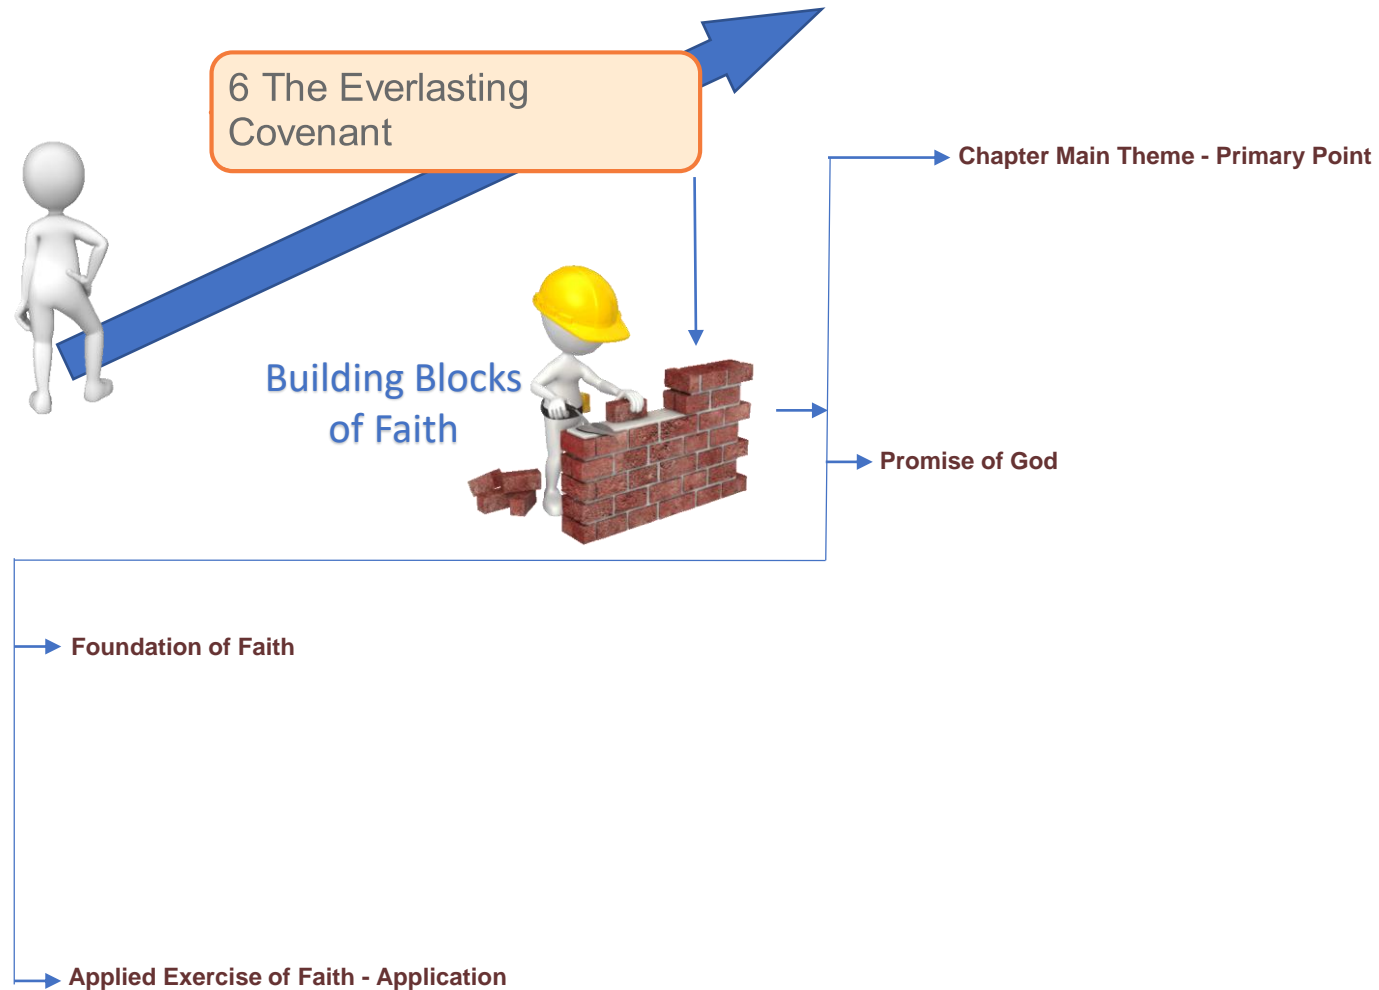 6 The Everlasting
Covenant
Chapter Main Theme - Primary Point
Building Blocks
of Faith
Promise of God
Foundation of Faith
Applied Exercise of Faith - Application